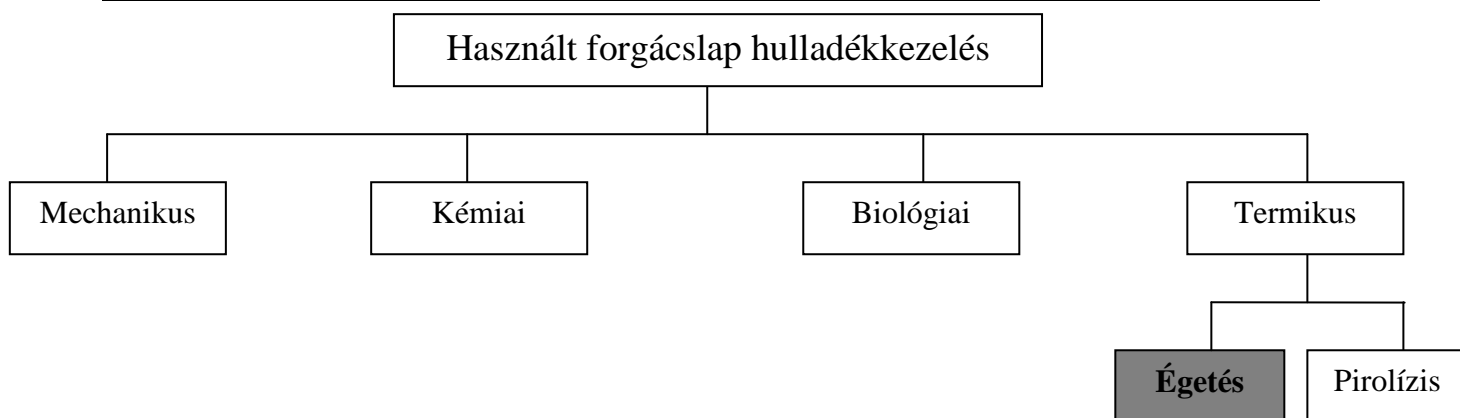 Használt forgácslap hulladékkezelés
Mechanikus
Kémiai
Biológiai
Termikus
Égetés
Pirolízis